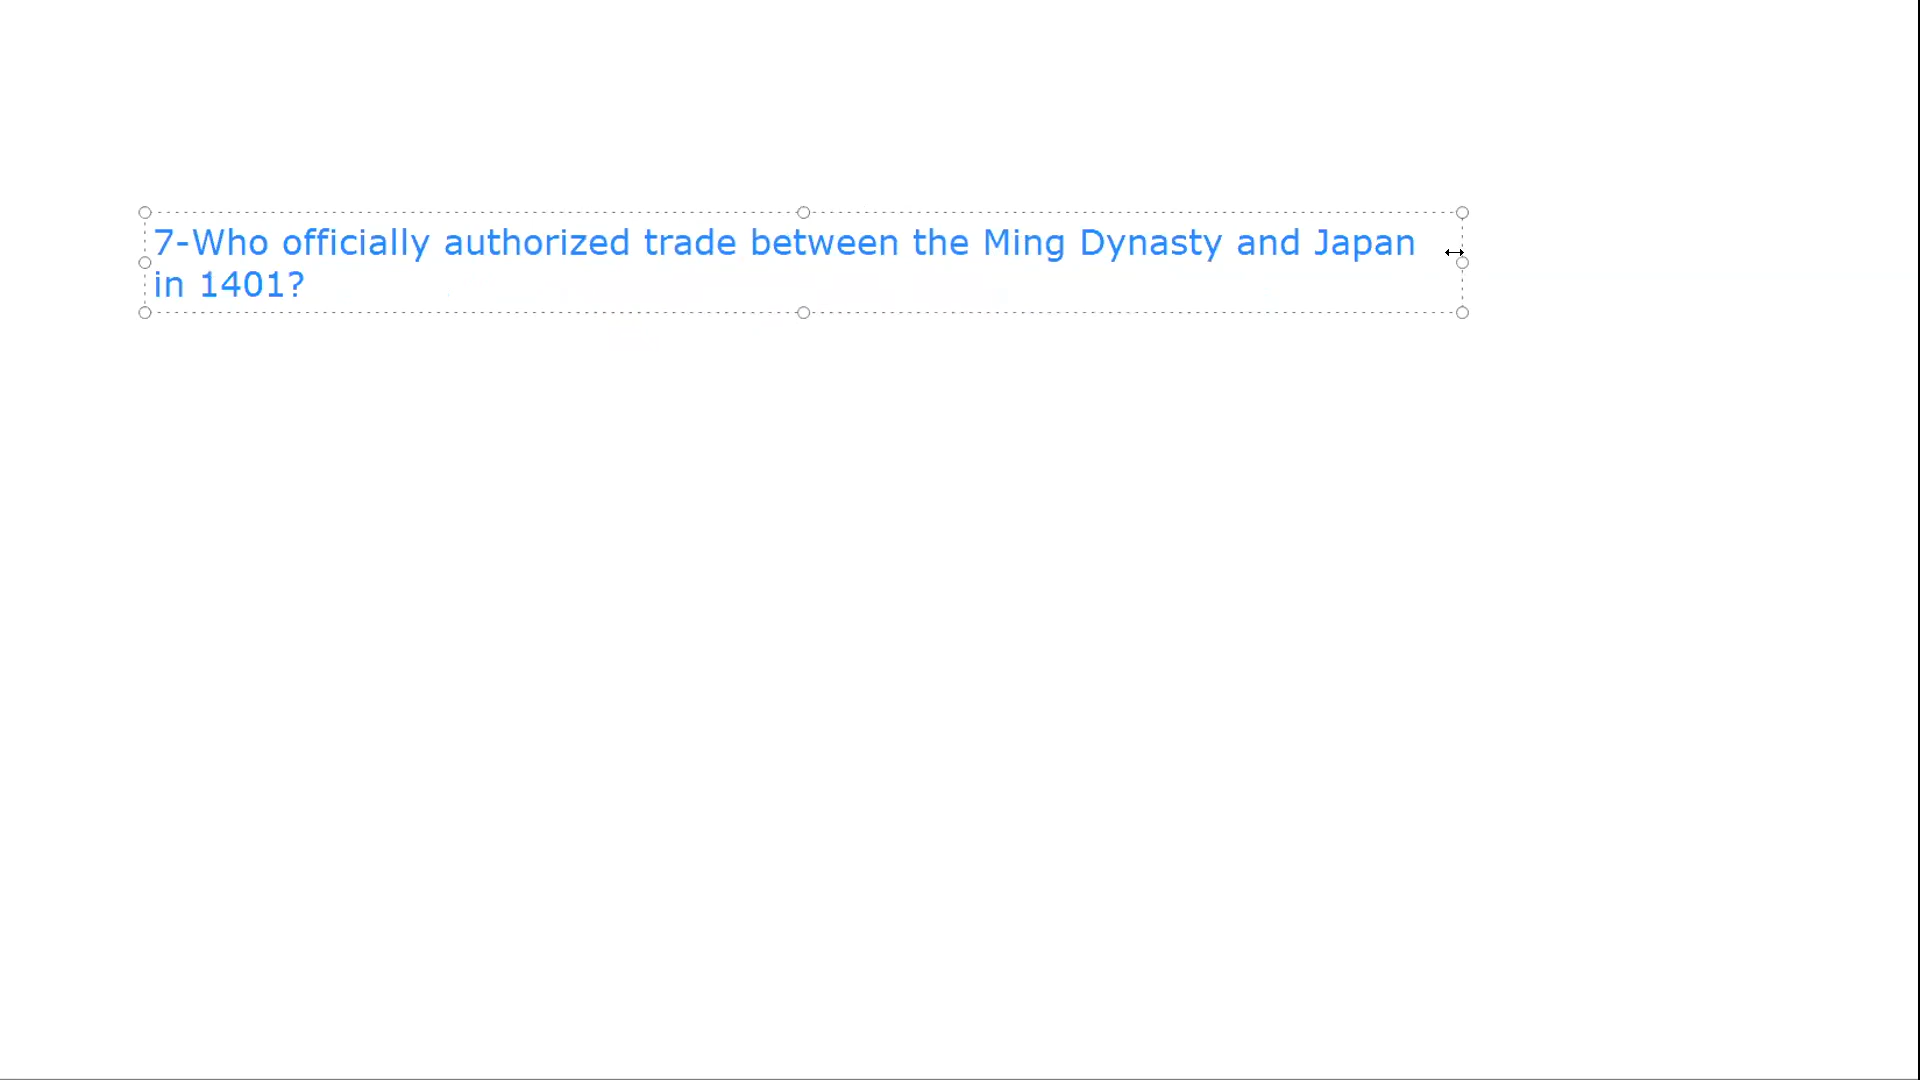 7-Who officially authorized trade between the Ming Dynasty and Japan
in 1401?